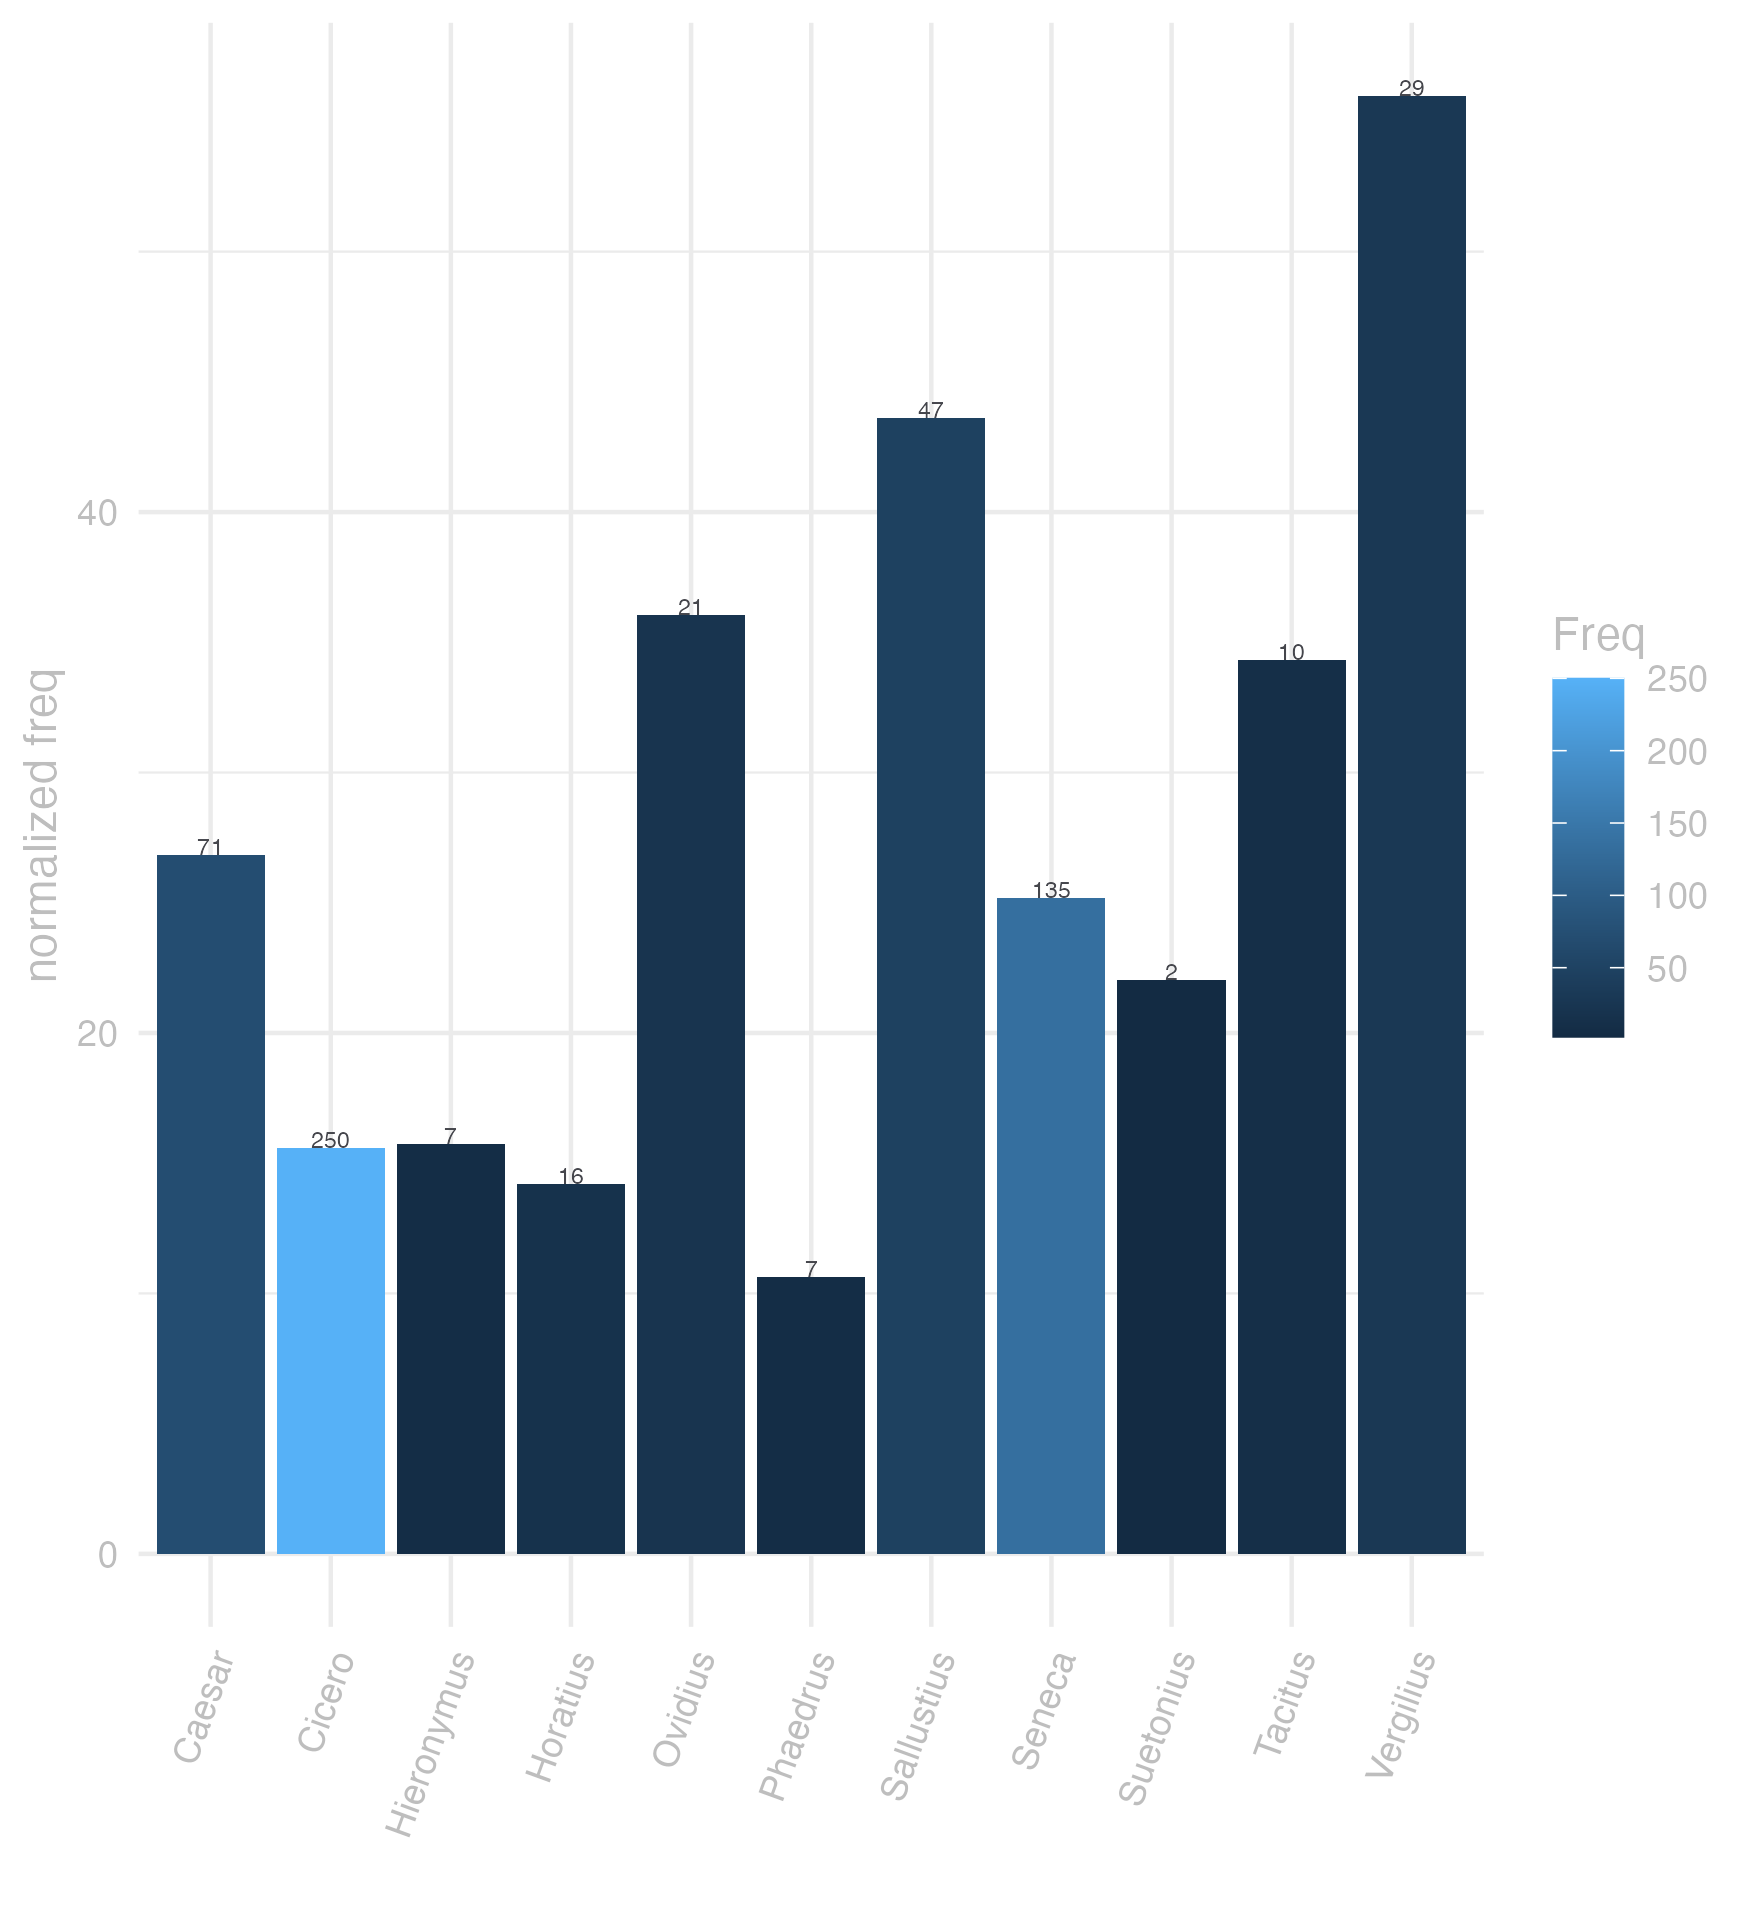 29
47
40
21
Freq
10
250
200
normalized freq
150
71
135
100
2
50
20
250
7
16
7
0
Caesar
Cicero
Hieronymus
Horatius
Ovidius
Phaedrus
Sallustius
Seneca
Suetonius
Tacitus
Vergilius